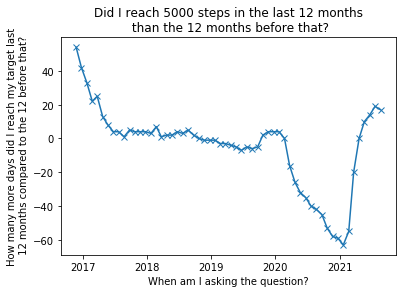 Did I reach 5000 steps in the last 12 months
than the 12 months before that?
How many more days did I reach my target last
12 months compared to the 12 before that?
40
20
0
−20
−40
−60
2017
2018
2019
2020
2021
When am I asking the question?